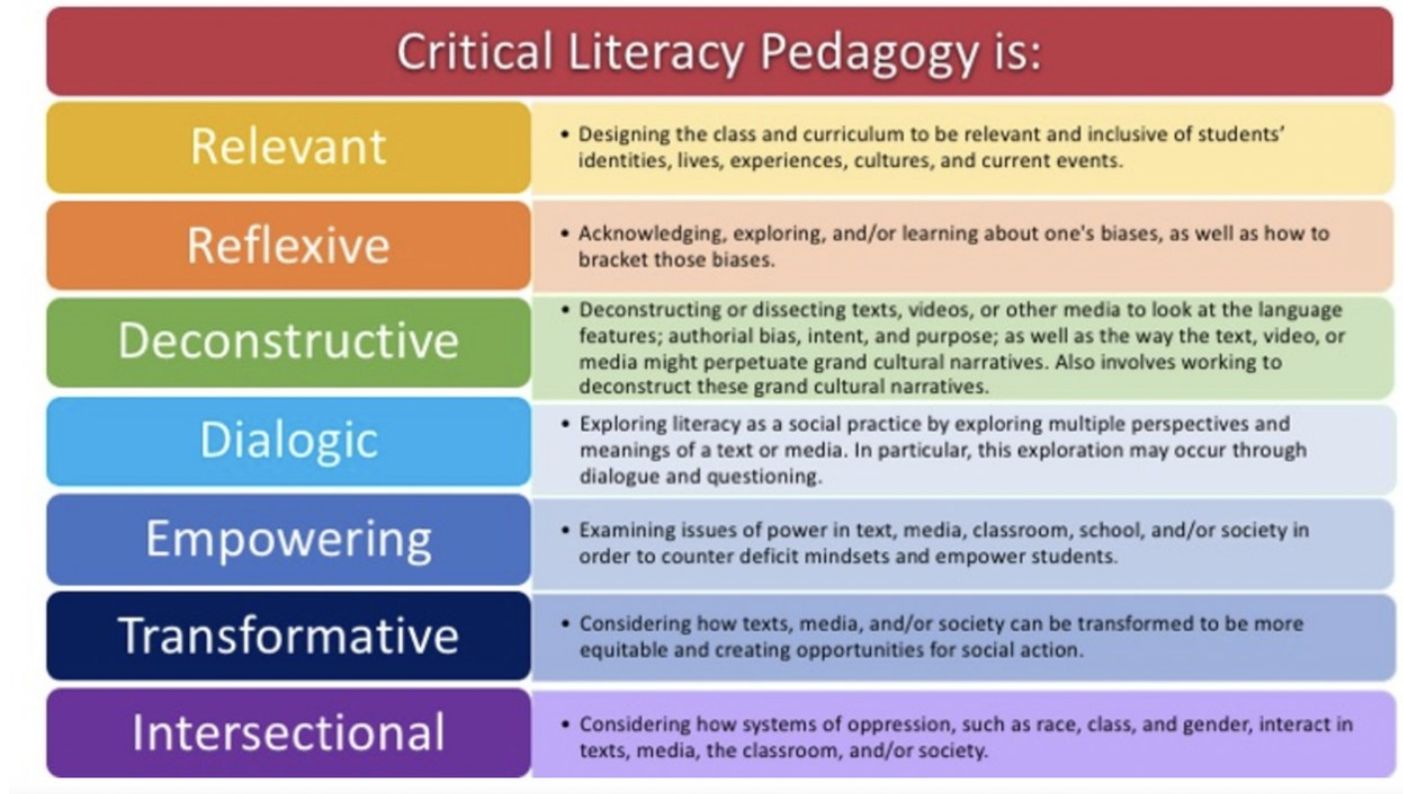 Critical Literacy Pedagogy is:
Relevant
• Designing the class and curriculum to be relevant and inclusive of students'
identities, lives, experiences, cultures, and current events.
Reflexive
• Acknowledging, exploring, and/or learning about one's biases, as well as how to
bracket those biases.
Deconstructive
• Deconstructing or dissecting texts, videos, or other media to look at the language
features; authorial bias, intent, and purpose; as well as the way the text, video, or
media might perpetuate grand cultural narratives. Also involves working to
deconstruct these grand cultural narratives.
Dialogic
• Exploring literacy as a social practice by exploring multiple perspectives and
meanings of a text or media. In particular, this exploration may occur through
dialogue and questioning.
Empowering
• Examining issues of power in text, media, classroom, school, and/or society in
order to counter deficit mindsets and empower students.
Transformative
• Considering how texts, media, and/or society can be transformed to be more
equitable and creating opportunities for social action.
Intersectional
• Considering how systems of oppression, such as race, class, and gender, interact in
texts, media, the classroom, and/or society.